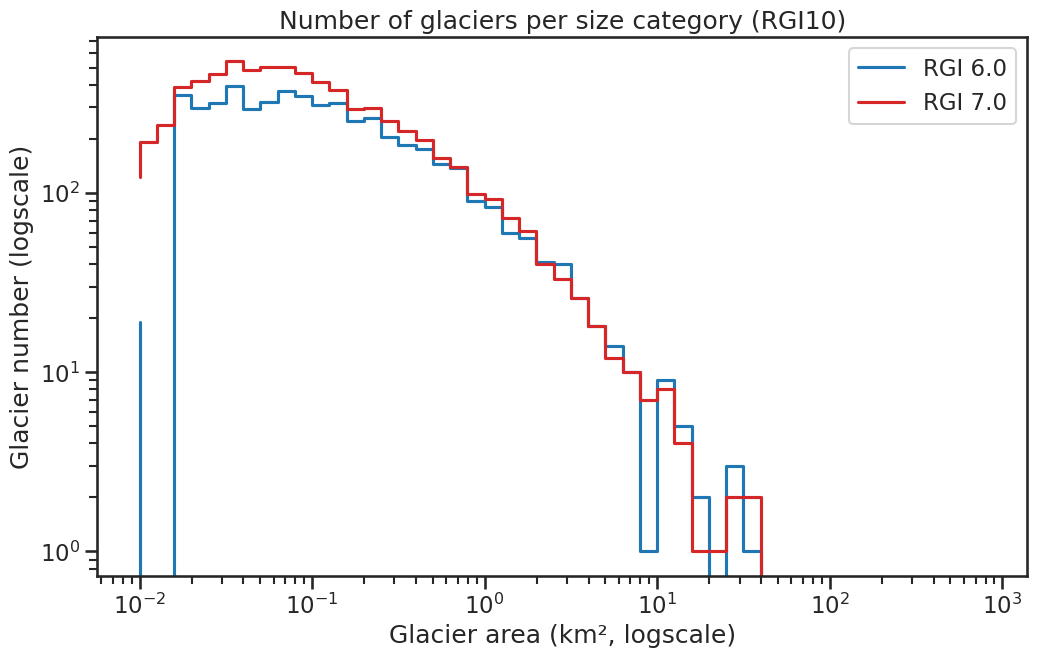 Number of glaciers per size category (RGI10)
RGI 6.0
RGI 7.0
Glacier number (logscale)
10²
10¹
10⁰
10⁻²
10⁻¹
10⁰
10¹
10²
10³
Glacier area (km², logscale)